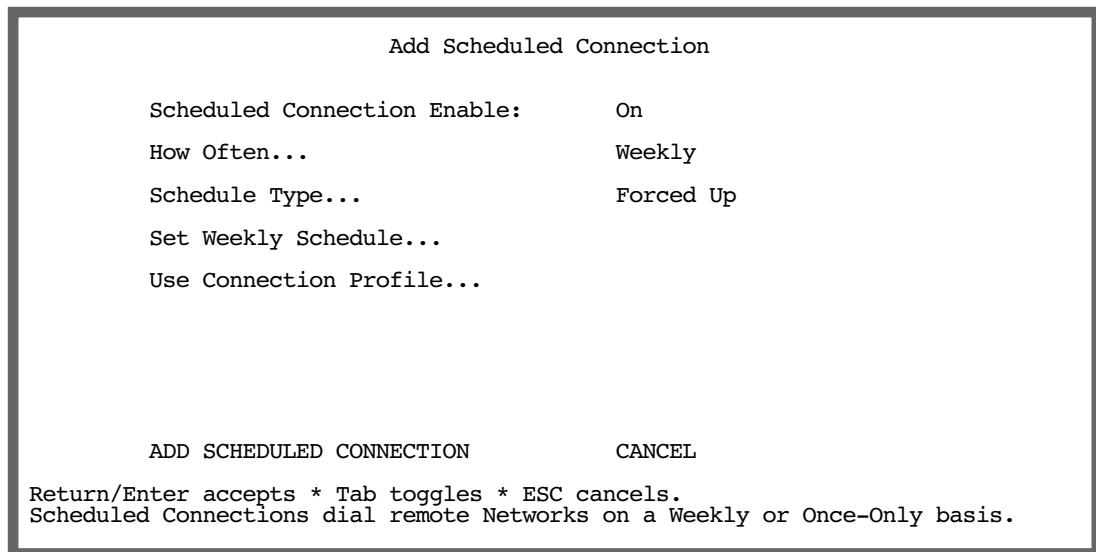 Add Scheduled Connection
Scheduled Connection Enable: On
How Often... Weekly
Schedule Type... Forced Up
Set Weekly Schedule...
Use Connection Profile...
ADD SCHEDULED CONNECTION CANCEL
Return/Enter accepts * Tab toggles * ESC cancels.
Scheduled Connections dial remote Networks on a Weekly or Once-Only basis.